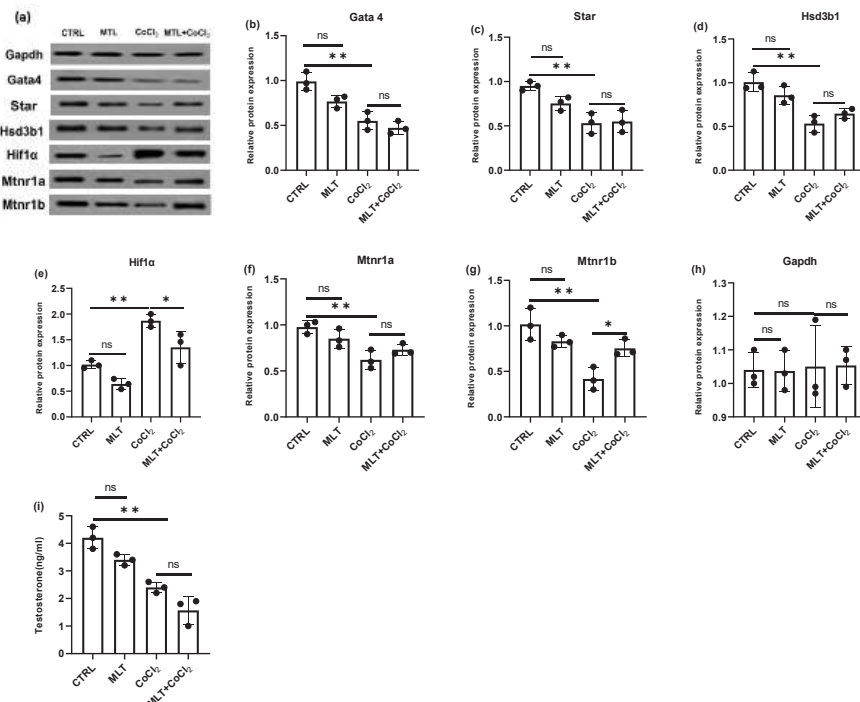 (a)
CTRL MTL CoCl₂ MTL+CoCl₂
Gapdh
Gata4
Star
Hsd3b1
Hif1α
Mtnr1a
Mtnr1b
(b)
Gata 4
Relative protein expression
1.5
1.0
0.5
0.0
ns
**
ns
CTRL
MLT
CoCl₂
MLT+CoCl₂
(c)
Star
Relative protein expression
1.5
1.0
0.5
0.0
ns
**
ns
CTRL
MLT
CoCl₂
MLT+CoCl₂
(d)
Hsd3b1
Relative protein expression
1.5
1.0
0.5
0.0
ns
**
ns
CTRL
MLT
CoCl₂
MLT+CoCl₂
(e)
Hif1α
Relative protein expression
2.5
2.0
1.5
1.0
0.5
0.0
**
*
ns
CTRL
MLT
CoCl₂
MLT+CoCl₂
(f)
Mtnr1a
Relative protein expression
1.5
1.0
0.5
0.0
ns
**
ns
CTRL
MLT
CoCl₂
MLT+CoCl₂
(g)
Mtnr1b
Relative protein expression
1.5
1.0
0.5
0.0
ns
**
*
CTRL
MLT
CoCl₂
MLT+CoCl₂
(h)
Gapdh
Relative protein expression
1.3
1.2
1.1
1.0
0.9
ns
ns
ns
CTRL
MLT
CoCl₂
MLT+CoCl₂
(i)
Testosterone(ng/ml)
5
4
3
2
1
0
ns
**
ns
CTRL
MLT
CoCl₂
MLT+CoCl₂